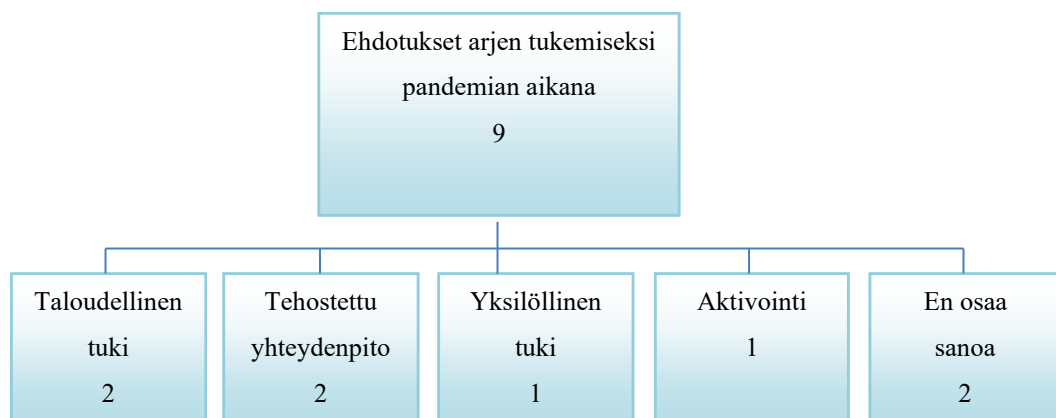 Ehdotukset arjen tukemiseksi
pandemian aikana
9
Taloudellinen
tuki
2
Tehostettu
yhteydenpito
2
Yksilöllinen
tuki
1
Aktivointi
1
En osaa
sanoa
2